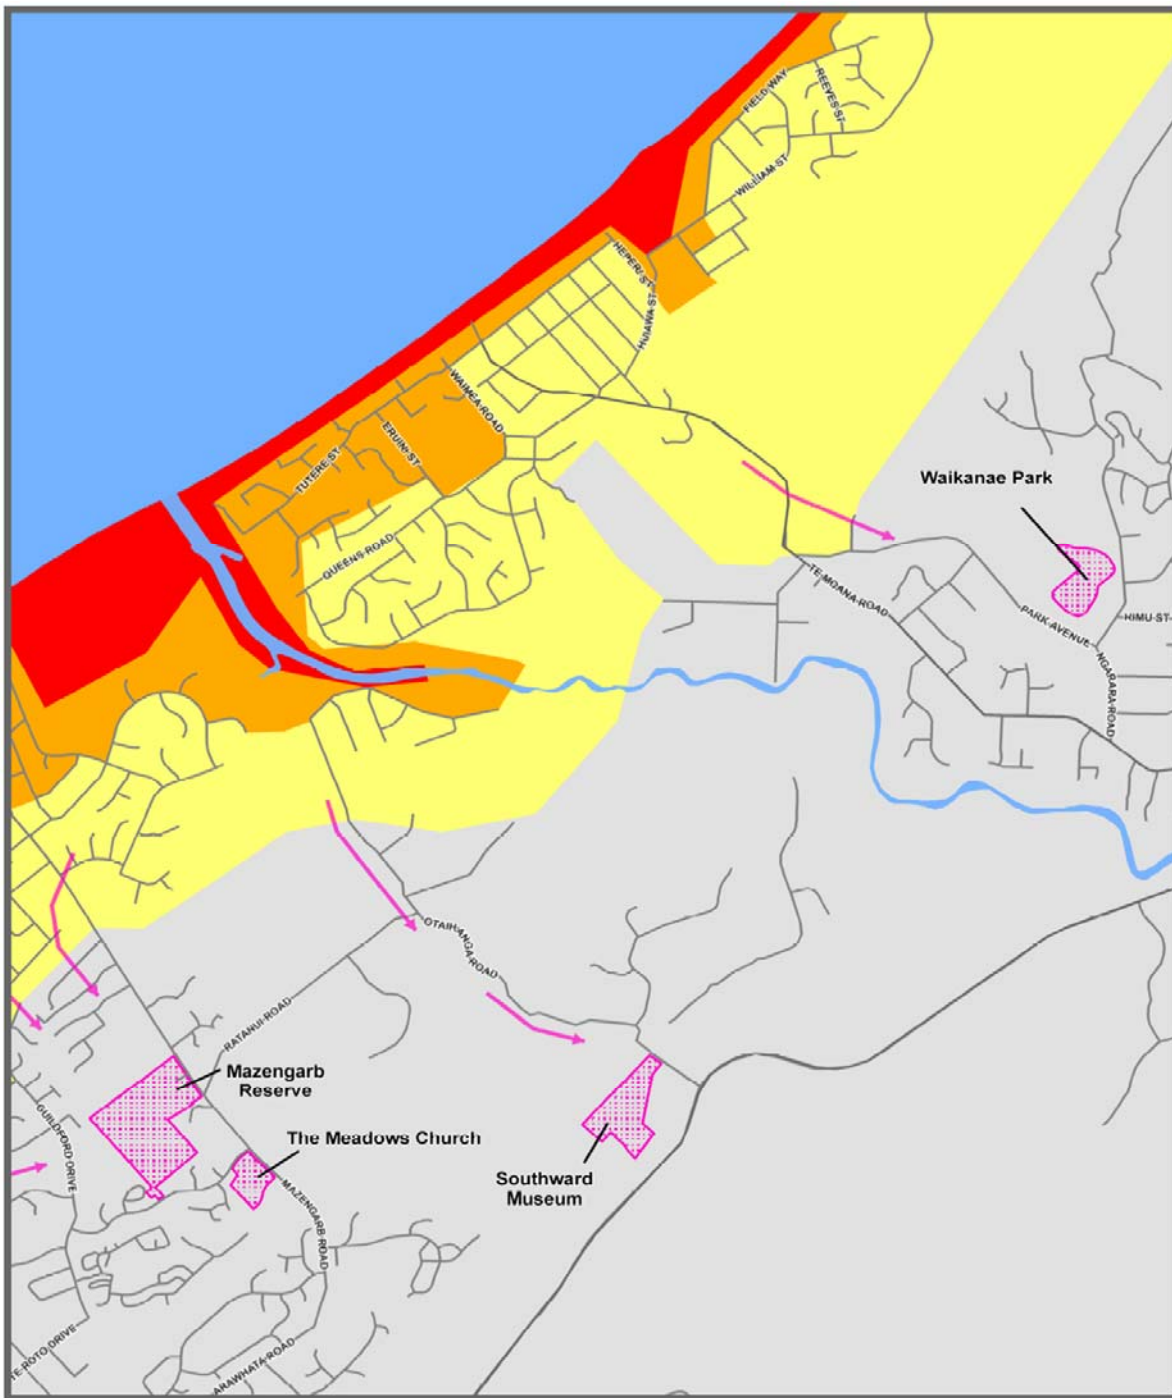 FIELD WAY
REEVES ST
WILLIAM ST
HEPERI ST
HUIAWA ST
WAIMEA ROAD
ERUINI ST
TUTERE ST
QUEENS ROAD
Waikanae Park
TE MOANA ROAD
PARK AVENUE
HIMU ST
NGARARA ROAD
OTAIHANGA ROAD
RATANUI ROAD
Mazengarb
Reserve
GUILDFORD DRIVE
The Meadows Church
Southward
Museum
MAZENGARB ROAD
TE ROTO DRIVE
ARAWHATA ROAD